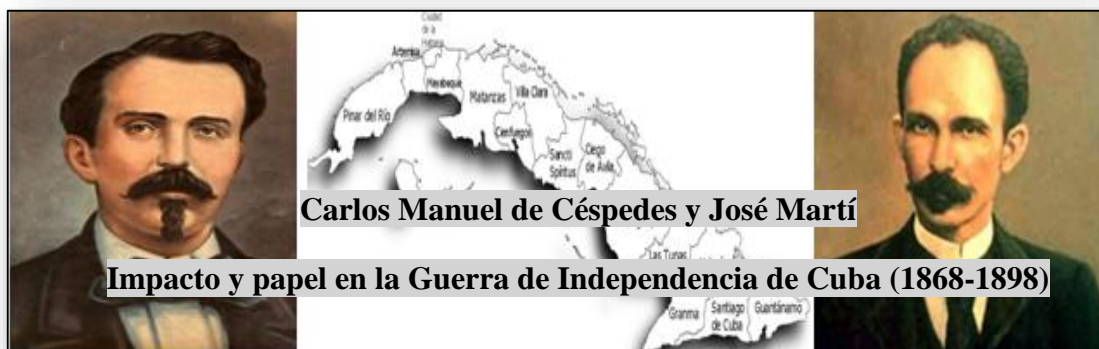 Ciudad
de la
Habana
Artemisa
Mayabeque
Matanzas
Villa Clara
Pinar del Río
Cienfuegos
Sancti
Spíritus
Ciego
de Ávila
Carlos Manuel de Céspedes y José Martí
Las Tunas
Impacto y papel en la Guerra de Independencia de Cuba (1868-1898)
Granma
Santiago
de Cuba
Guantánamo